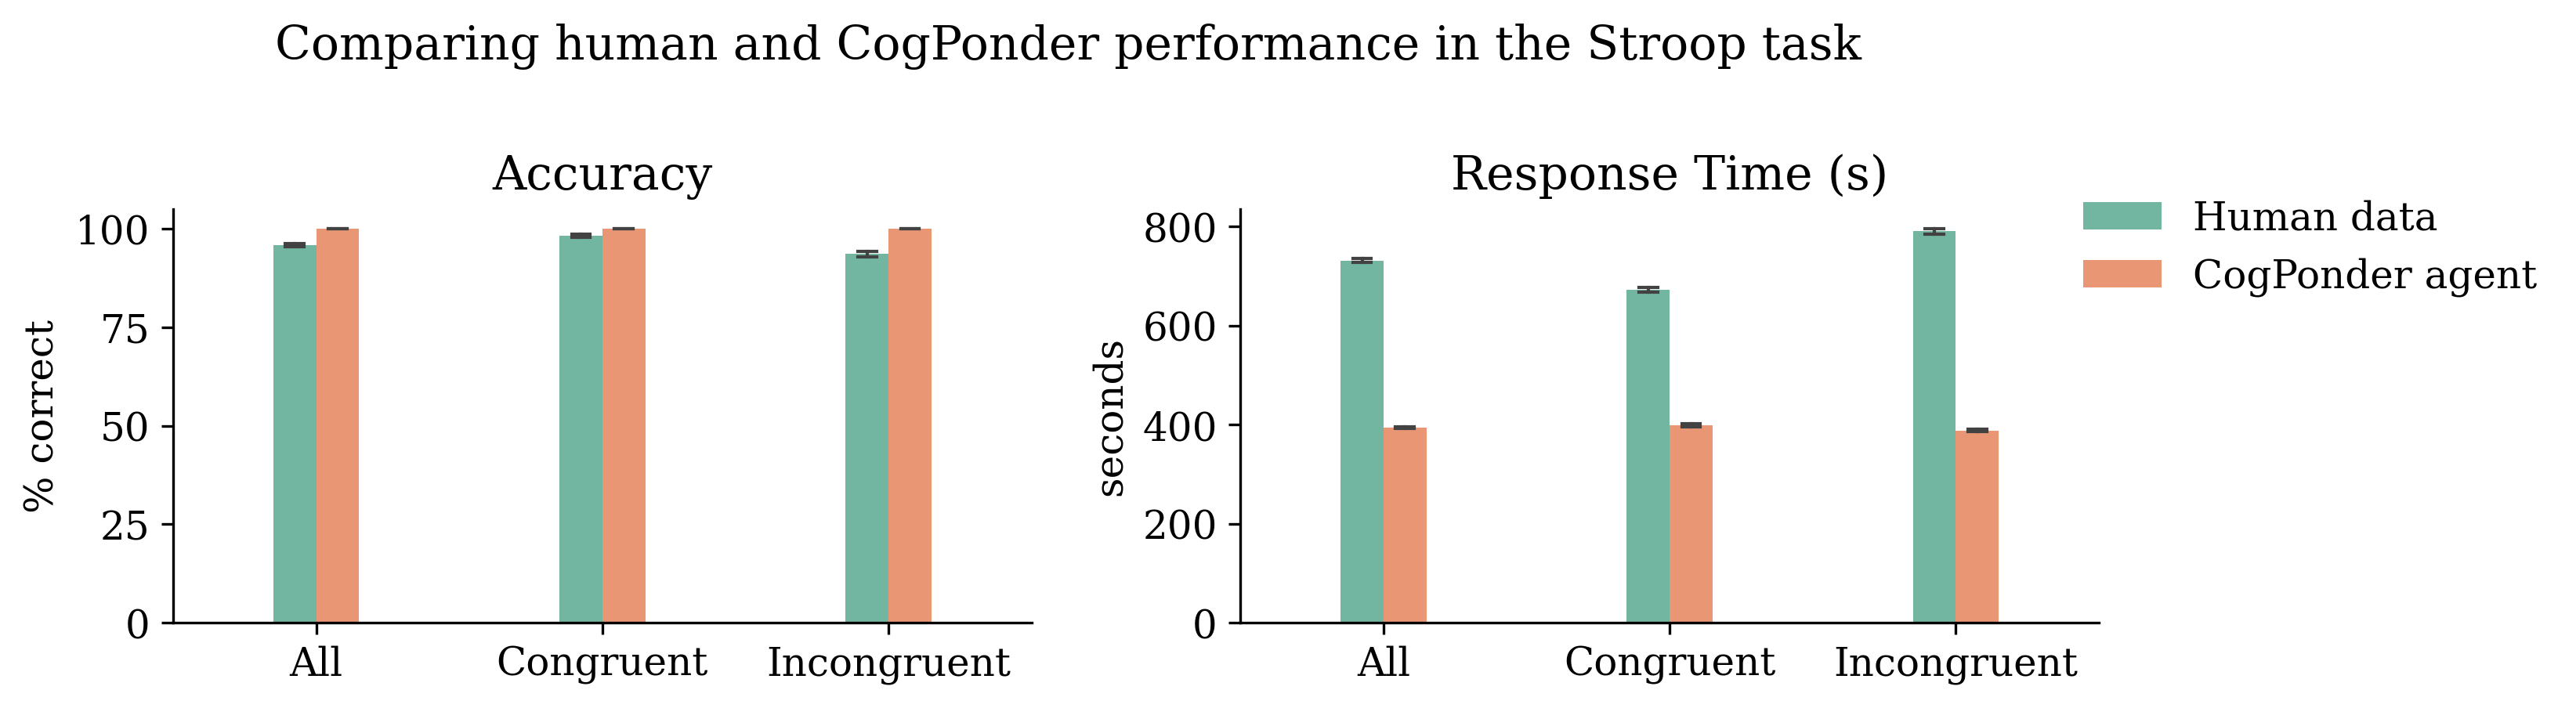 Comparing human and CogPonder performance in the Stroop task
Accuracy
% correct
100
75
50
25
0
All
Congruent
Incongruent
Response Time (s)
seconds
800
600
400
200
0
All
Congruent
Incongruent
Human data
CogPonder agent